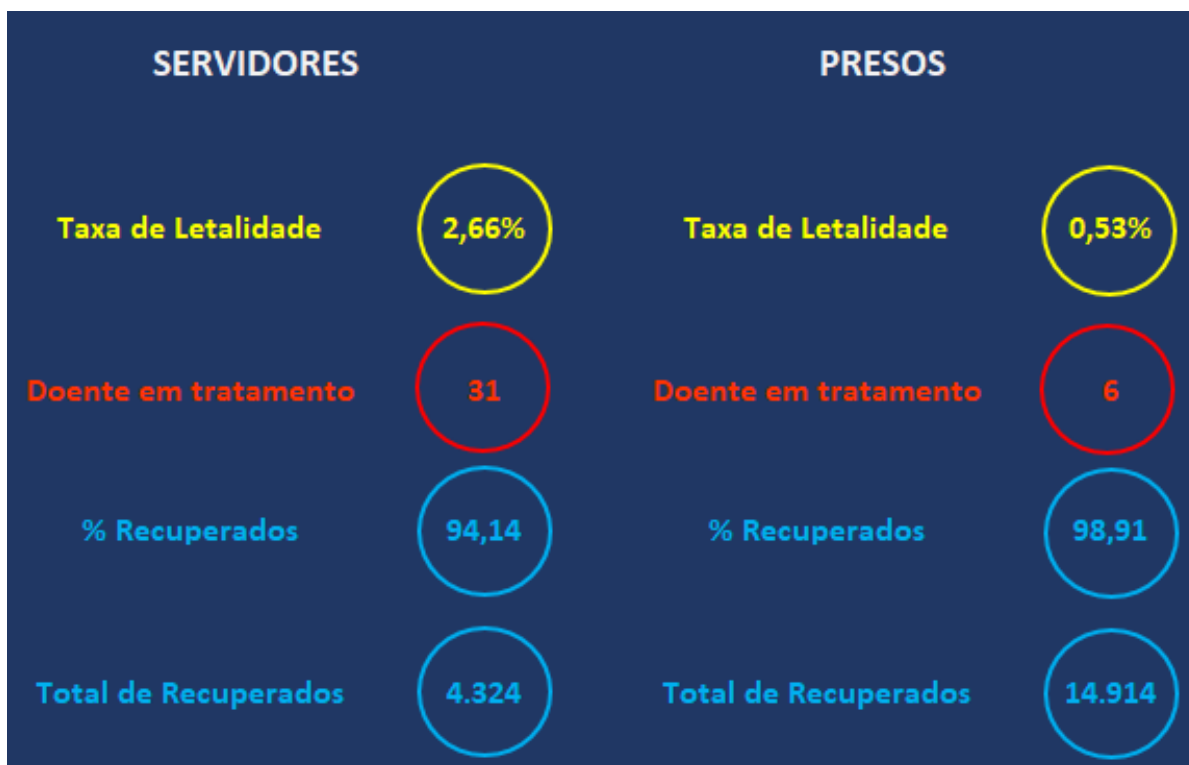 SERVIDORES
PRESOS
Taxa de Letalidade
2,66%
Taxa de Letalidade
0,53%
Doente em tratamento
31
Doente em tratamento
6
% Recuperados
94,14
% Recuperados
98,91
Total de Recuperados
4.324
Total de Recuperados
14.914